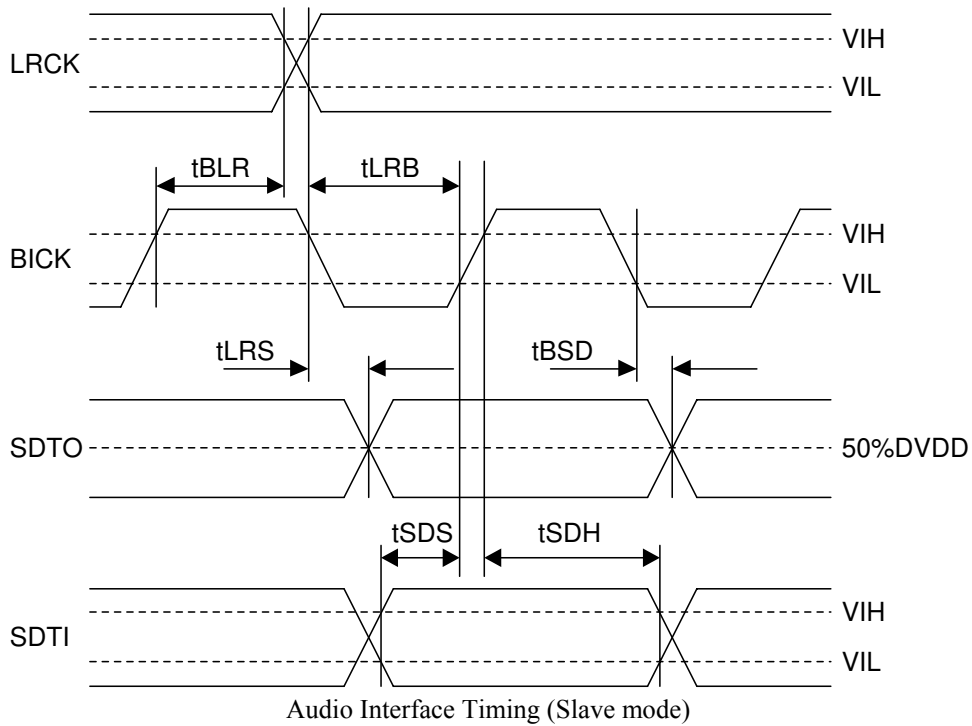 LRCK
VIH
VIL
tBLR
tLRB
BICK
VIH
VIL
tLRS
tBSD
SDTO
50%DVDD
tSDS
tSDH
SDTI
VIH
VIL
Audio Interface Timing (Slave mode)